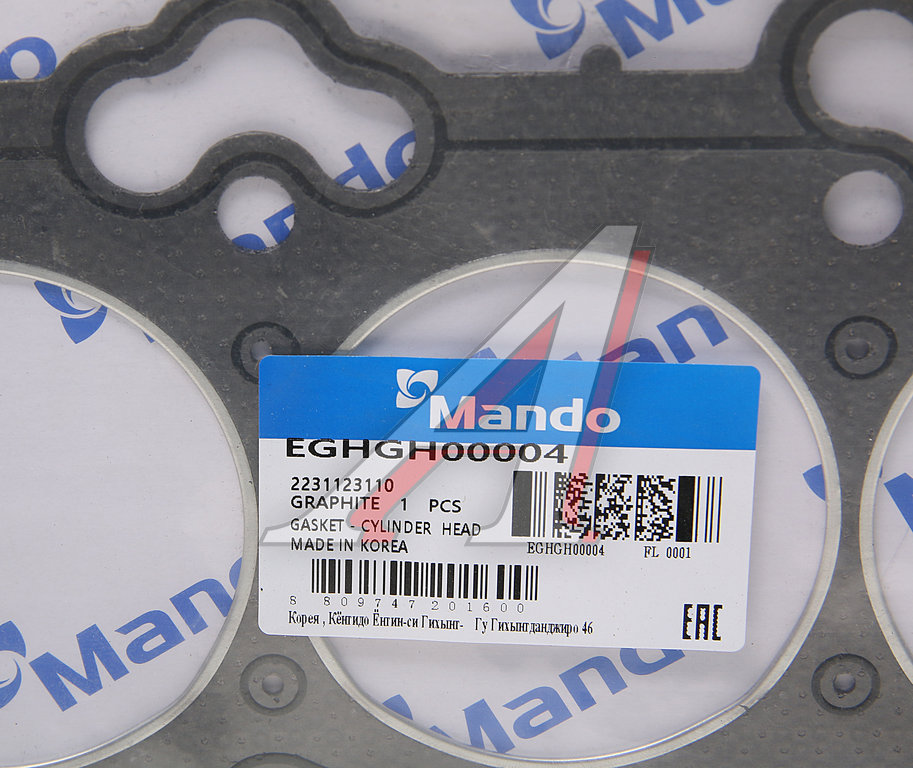 Mando
Mando
Mando
EGHGH00004
2231123110
GRAPHITE 1 PCS
GASKET - CYLINDER HEAD
MADE IN KOREA
EGHGH00004 FL 0001
8 809747 201600
Корея , Кёнгидо Ёнгин-си Гихынг- Гу Гихынгданджиро 46
EAC
Mando
Mando